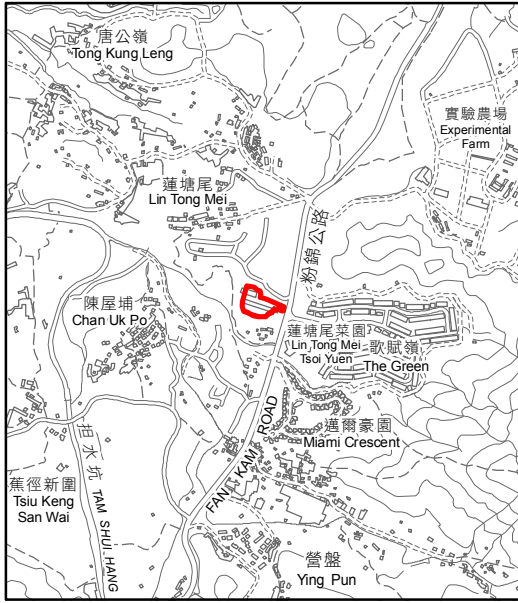 唐公嶺
Tong Kung Leng
實驗農場
Experimental
Farm
蓮塘尾
Lin Tong Mei
粉錦公路
陳屋埔
Chan Uk Po
蓮塘尾菜園
Lin Tong Mei
Tsoi Yuen
歌賦嶺
The Green
邁爾豪園
Miami Crescent
FAN KAM ROAD
担水坑 TAM SHUI HANG
蕉徑新圍
Tsiu Keng
San Wai
營盤
Ying Pun